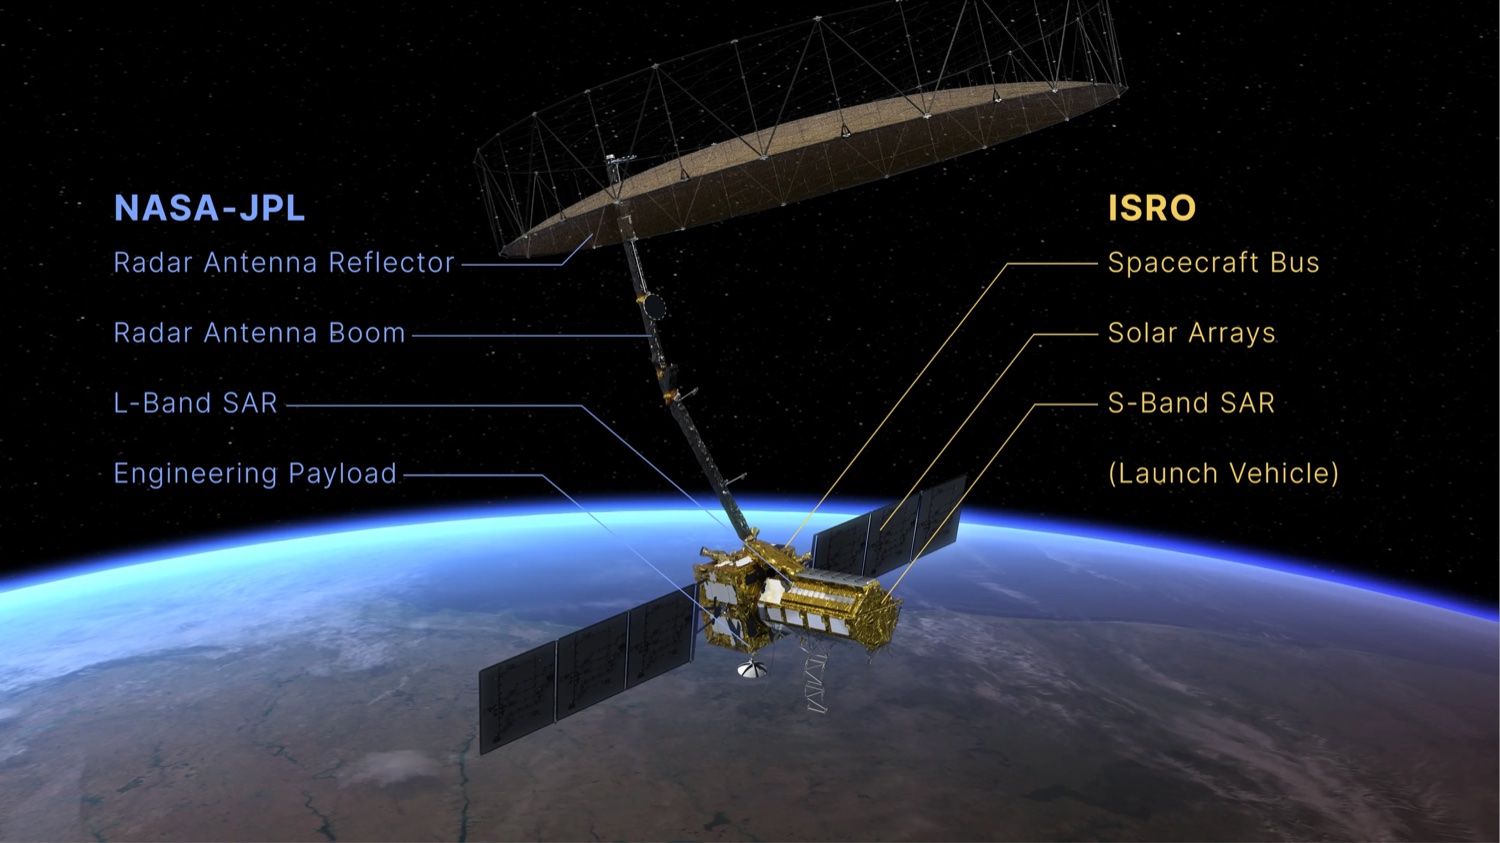 NASA-JPL
Radar Antenna Reflector
Radar Antenna Boom
L-Band SAR
Engineering Payload
ISRO
Spacecraft Bus
Solar Arrays
S-Band SAR
(Launch Vehicle)